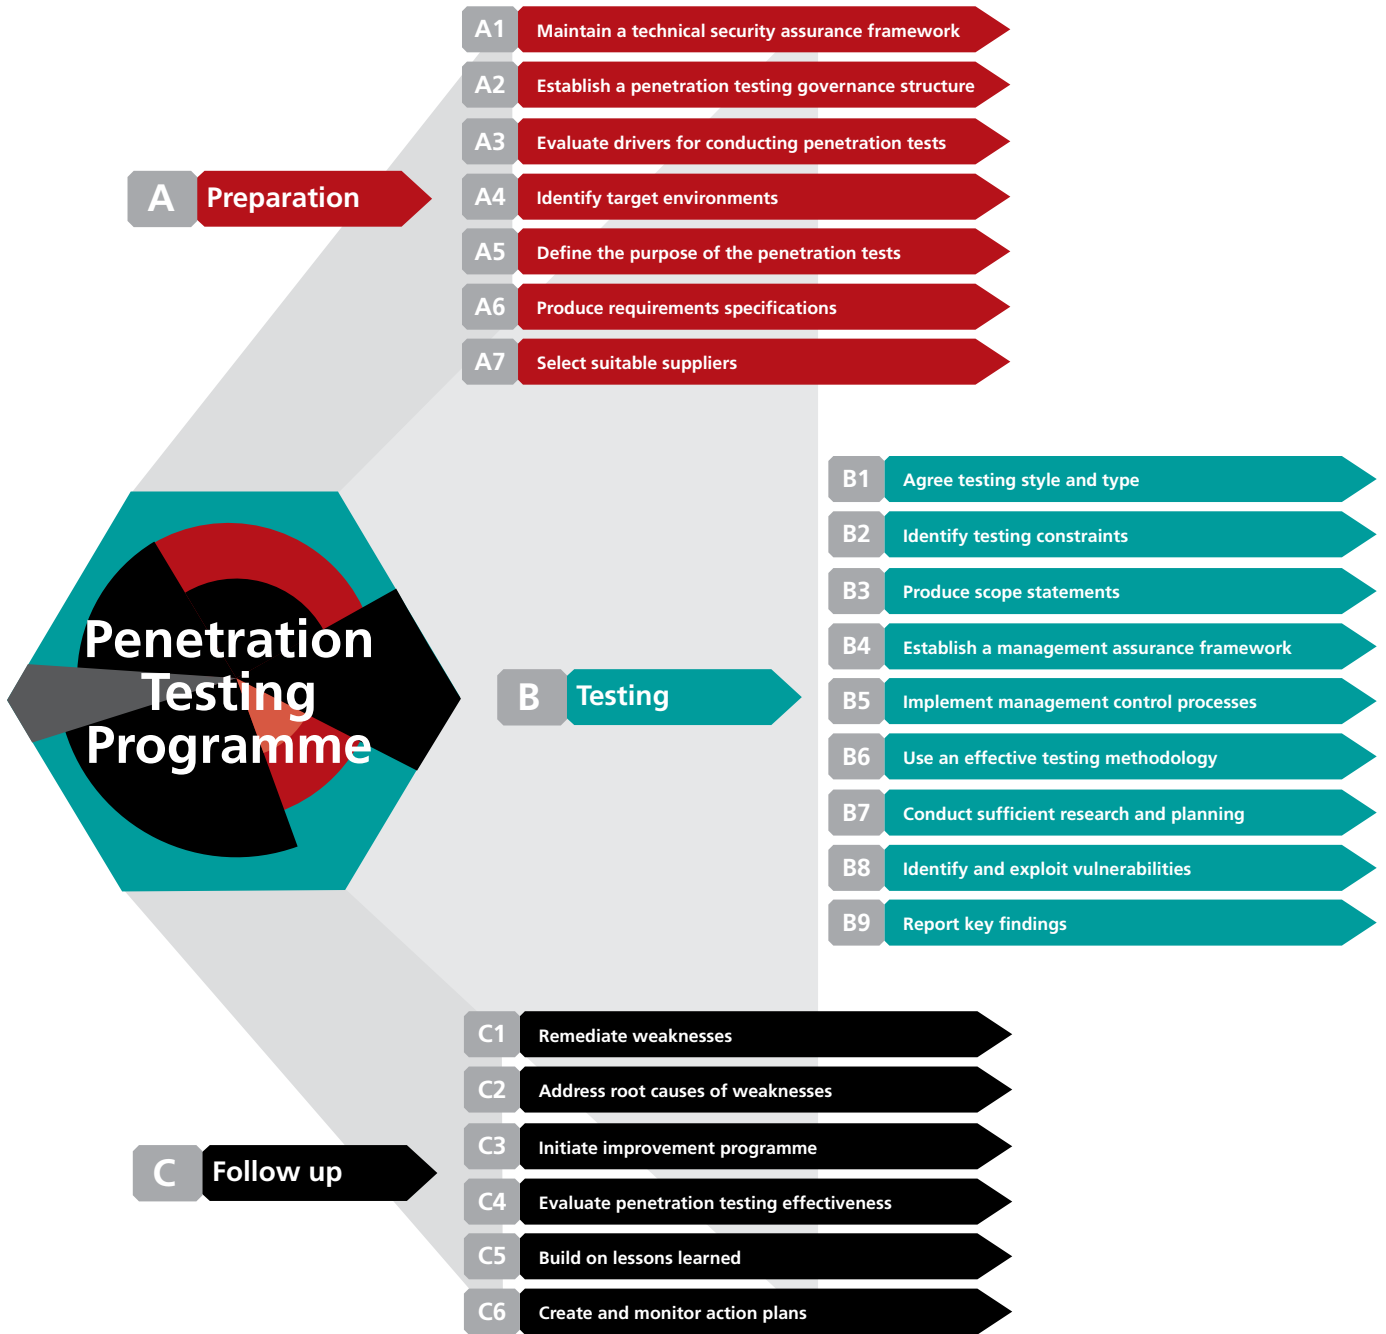 A1 Maintain a technical security assurance framework
A2 Establish a penetration testing governance structure
A3 Evaluate drivers for conducting penetration tests
A Preparation
A4 Identify target environments
A5 Define the purpose of the penetration tests
A6 Produce requirements specifications
A7 Select suitable suppliers
Penetration
Testing
Programme
B Testing
B1 Agree testing style and type
B2 Identify testing constraints
B3 Produce scope statements
B4 Establish a management assurance framework
B5 Implement management control processes
B6 Use an effective testing methodology
B7 Conduct sufficient research and planning
B8 Identify and exploit vulnerabilities
B9 Report key findings
C Follow up
C1 Remediate weaknesses
C2 Address root causes of weaknesses
C3 Initiate improvement programme
C4 Evaluate penetration testing effectiveness
C5 Build on lessons learned
C6 Create and monitor action plans